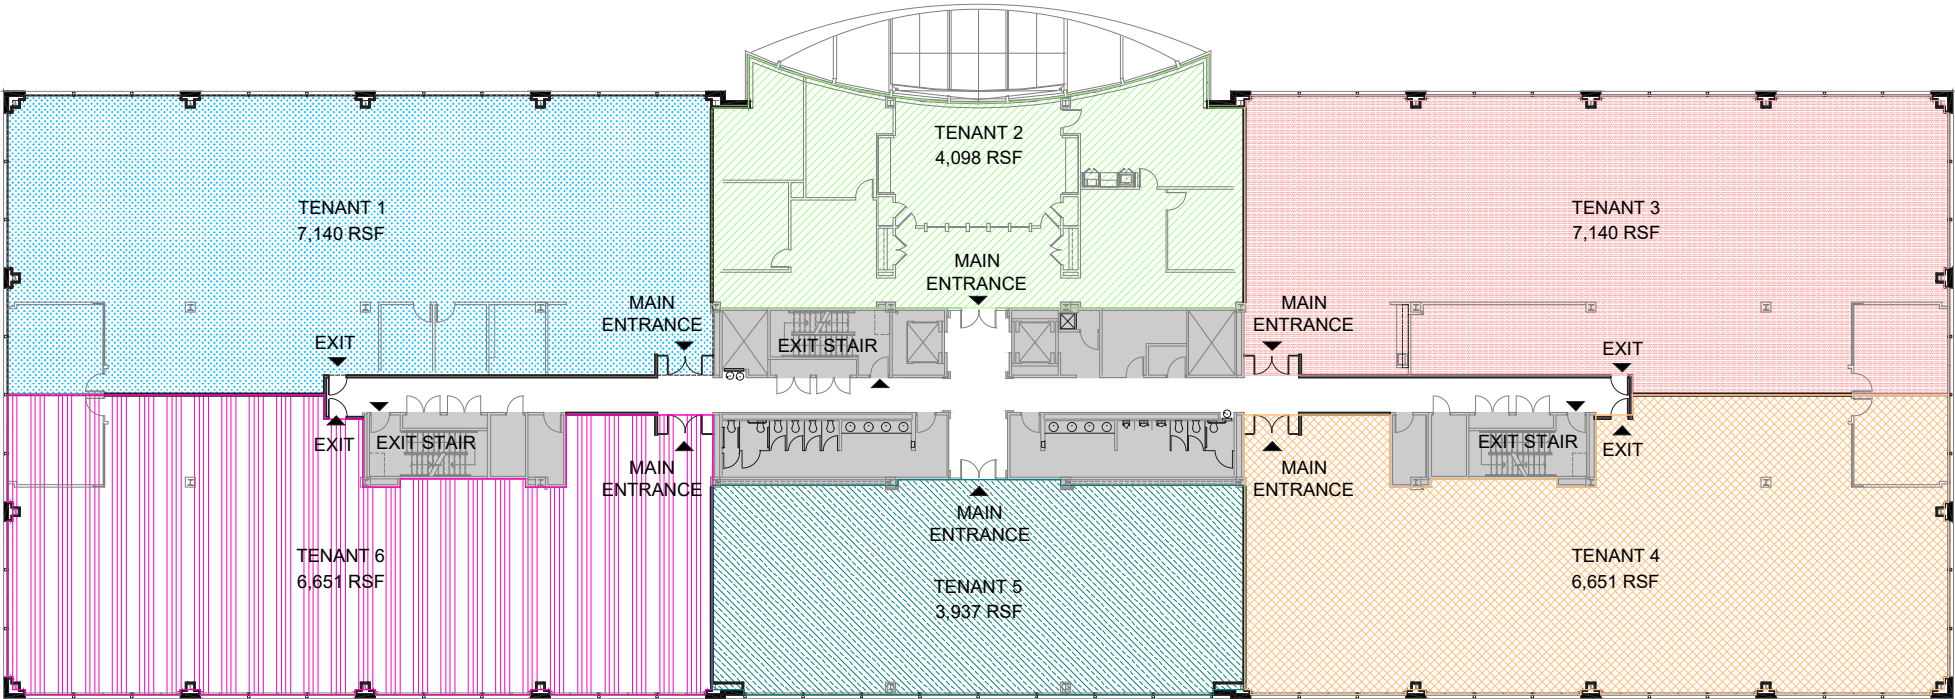 TENANT 2
4,098 RSF
TENANT 1
7,140 RSF
TENANT 3
7,140 RSF
MAIN
ENTRANCE
MAIN
ENTRANCE
MAIN
ENTRANCE
EXIT
EXIT STAIR
EXIT
EXIT
EXIT STAIR
EXIT STAIR
EXIT
MAIN
ENTRANCE
MAIN
ENTRANCE
MAIN
ENTRANCE
TENANT 6
6,651 RSF
TENANT 5
3,937 RSF
TENANT 4
6,651 RSF